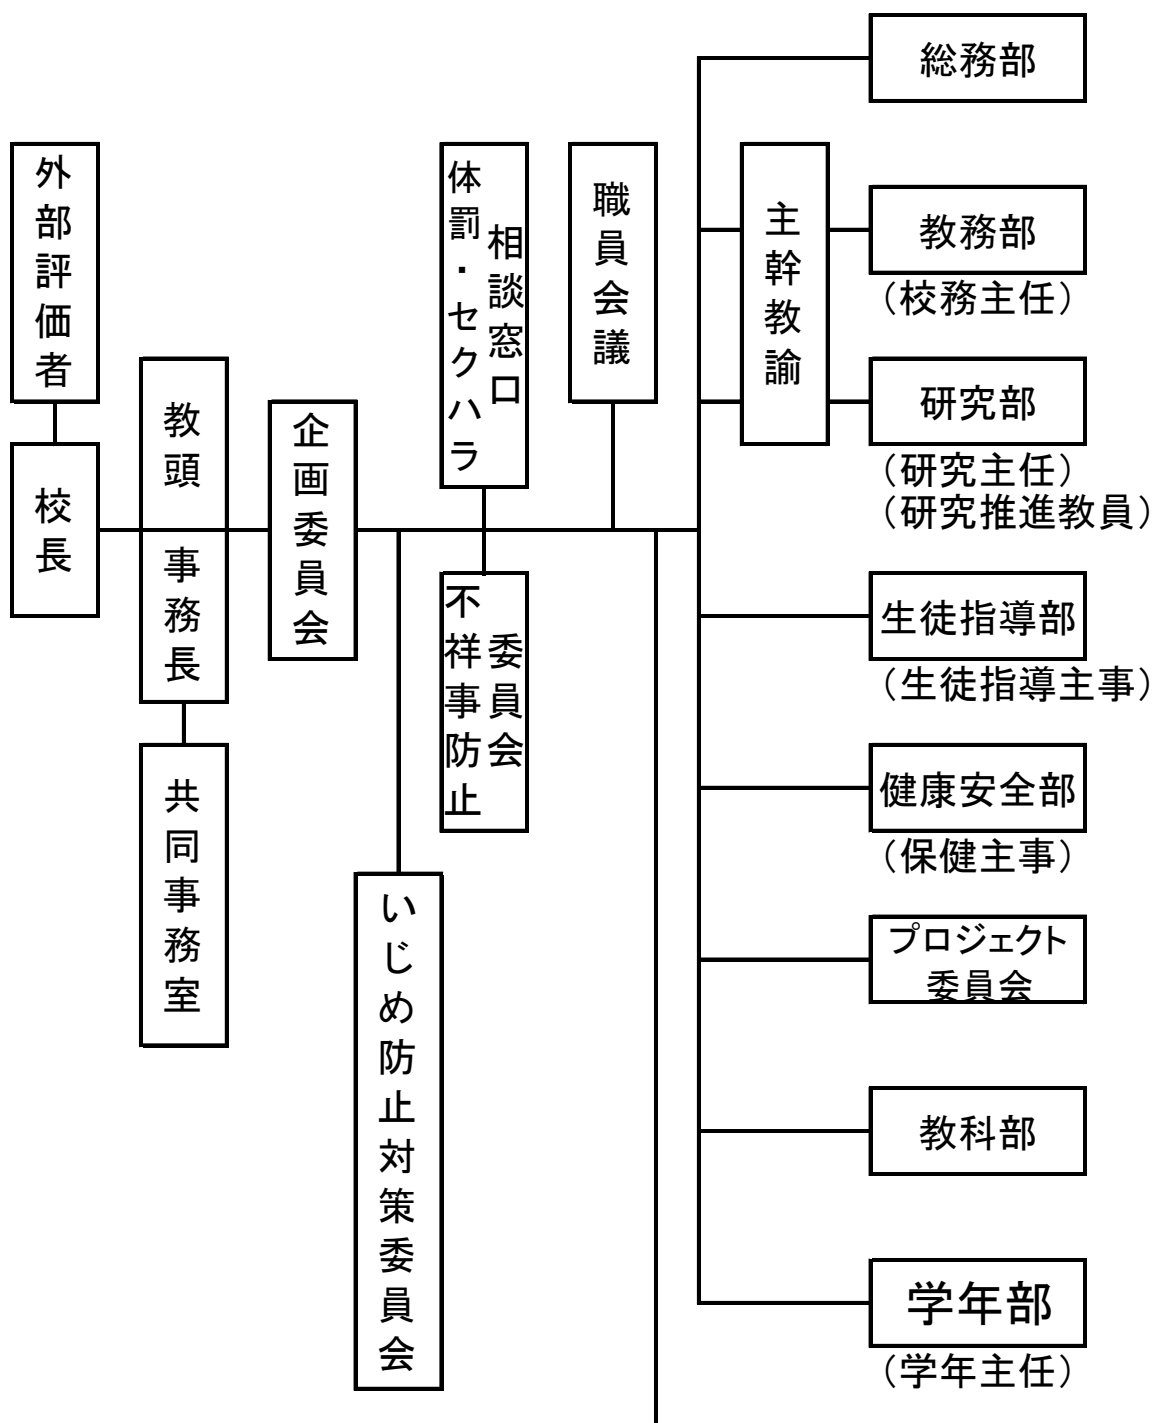 外部評価者
校長
教頭
事務長
共同事務室
企画委員会
いじめ防止対策委員会
体罰・セクハラ
相談窓口
不祥事防止
委員会
職員会議
主幹教諭
総務部
教務部
（校務主任）
研究部
（研究主任）
（研究推進教員）
生徒指導部
（生徒指導主事）
健康安全部
（保健主事）
プロジェクト
委員会
教科部
学年部
（学年主任）